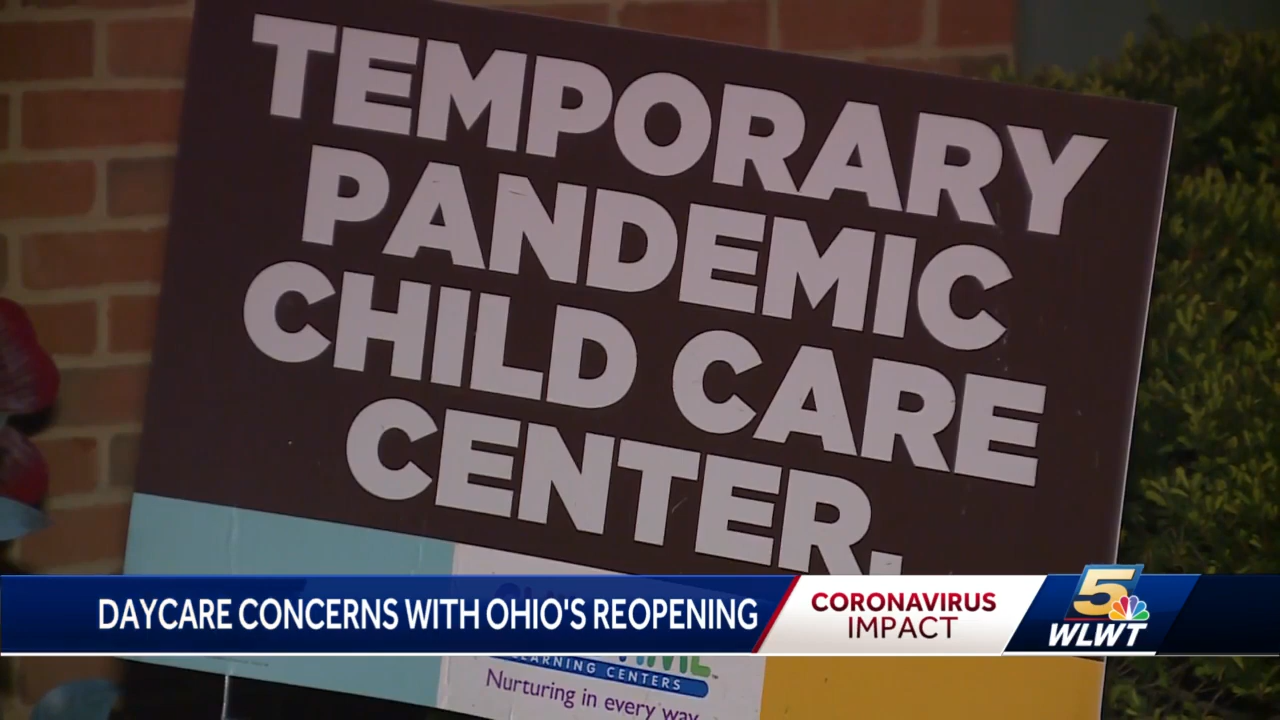 TEMPORARY
PANDEMIC
CHILD CARE
CENTER.
DAYCARE CONCERNS WITH OHIO'S REOPENING
CORONAVIRUS
IMPACT
5
WLWT
LEARNING CENTERS
Nurturing in every way